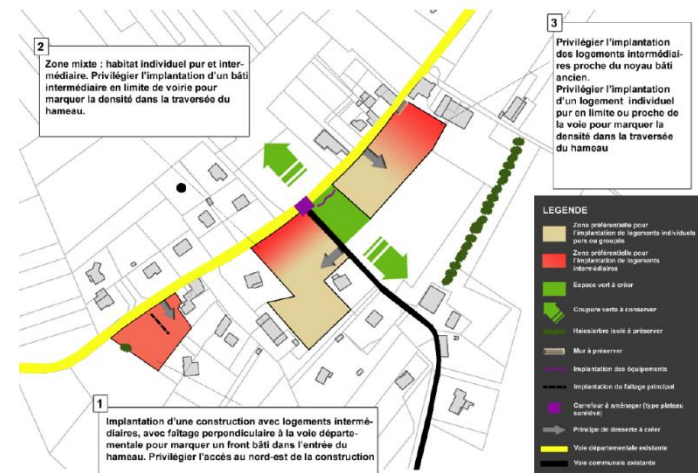 2
Zone mixte : habitat individuel pur et inter-
médiaire. Privilégier l'implantation d'un bâti
intermédiaire en limite de voirie pour
marquer la densité dans la traversée du
hameau.
3
Privilégier l'implantation
des logements intermédiai-
res proche du noyau bâti
ancien.
Privilégier l'implantation
d'un logement individuel
pur en limite ou proche de
la voie pour marquer la
densité dans la traversée
du hameau
1
Implantation d'une construction avec logements intermé-
diaires, avec faîtage perpendiculaire à la voie départe-
mentale pour marquer un front bâti dans l'entrée du
hameau. Privilégier l'accès au nord-est de la construction
LEGENDE
Zone préférentielle pour
l'implantation de logements individuels
purs ou groupés
Zone préférentielle pour
l'implantation de logements
intermédiaires
Espace vert à créer
Coupure verte à conserver
Haies/arbre isolé à préserver
Mur à préserver
Implantation des équipements
Implantation du faîtage principal
Carrefour à aménager (type plateau
surélévé)
Principe de desserte à créer
Voie départementale existante
Voie communale existante